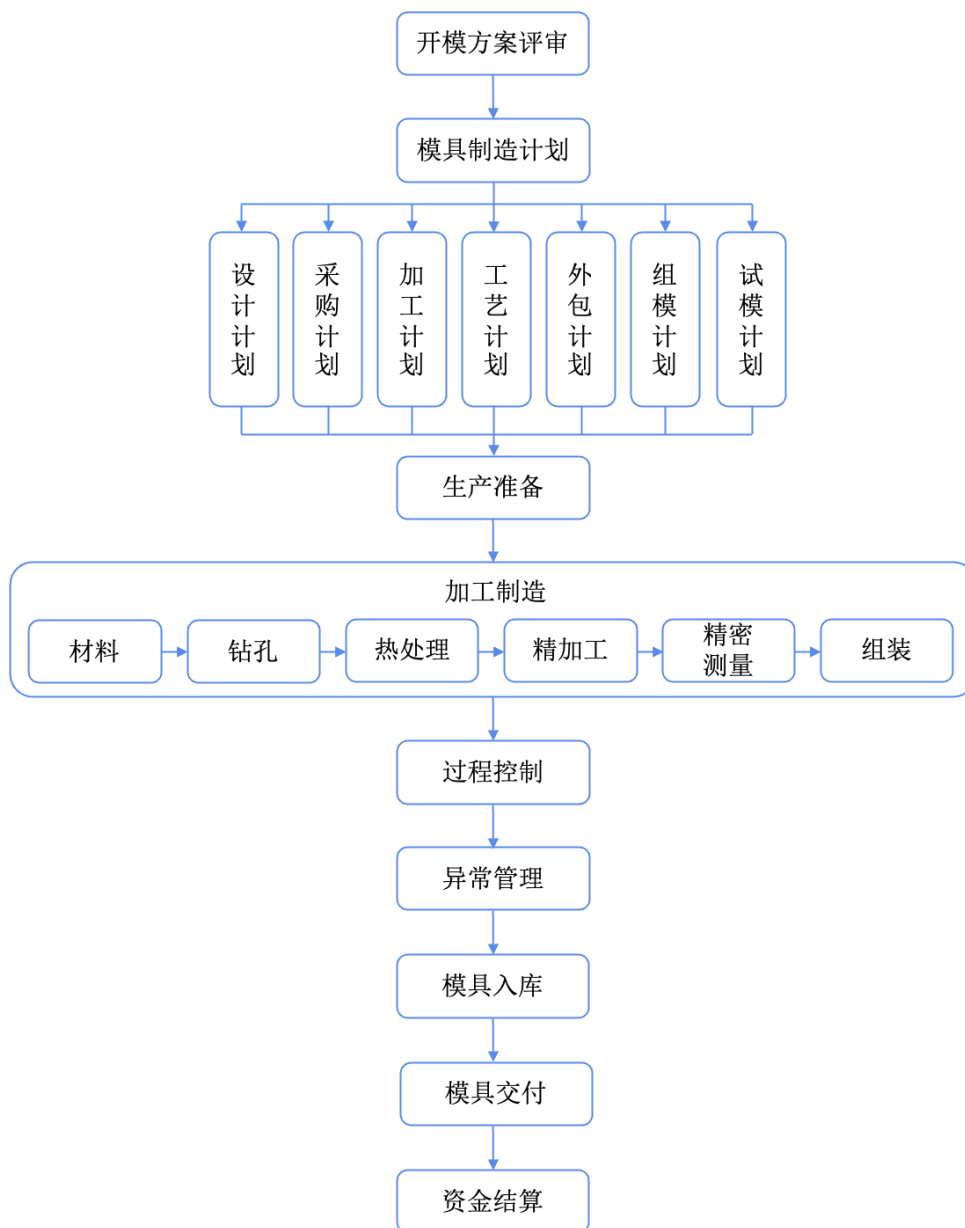 开模方案评审
模具制造计划
设计计划
采购计划
加工计划
工艺计划
外包计划
组模计划
试模计划
生产准备
加工制造
材料
钻孔
热处理
精加工
精密
测量
组装
过程控制
异常管理
模具入库
模具交付
资金结算